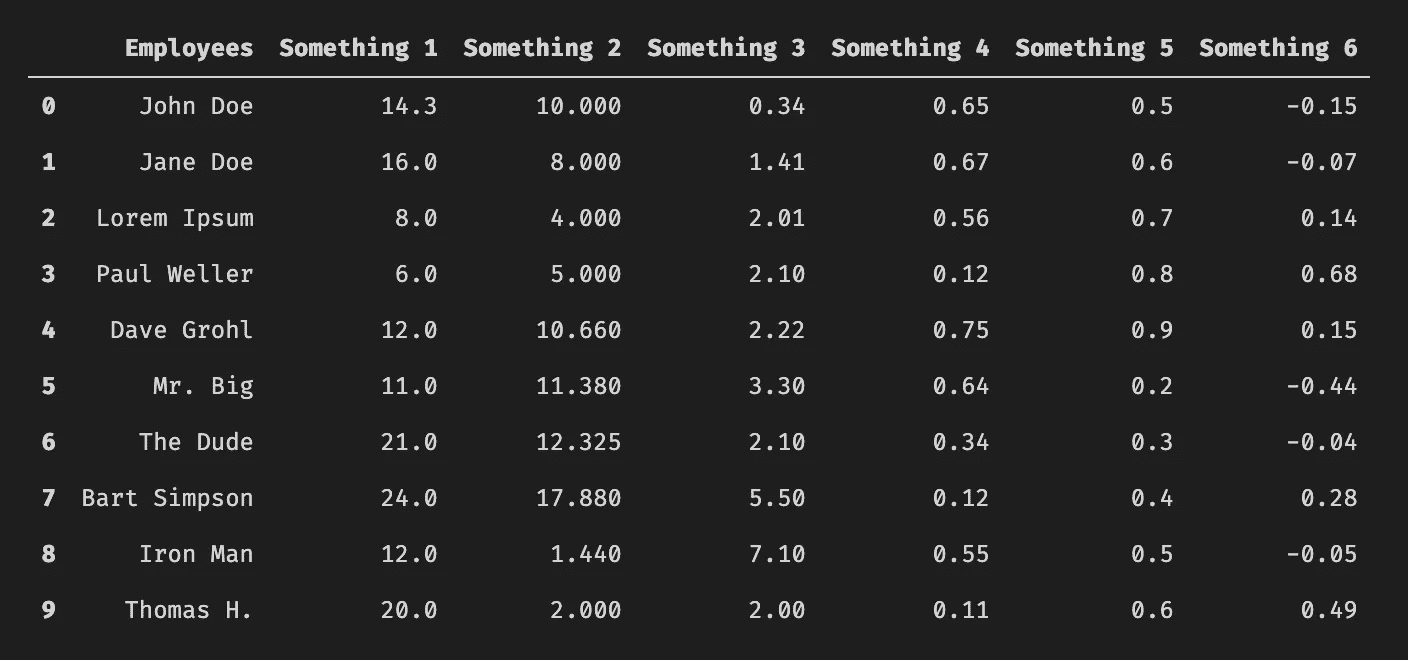 Employees Something 1 Something 2 Something 3 Something 4 Something 5 Something 6
0 John Doe 14.3 10.000 0.34 0.65 0.5 -0.15
1 Jane Doe 16.0 8.000 1.41 0.67 0.6 -0.07
2 Lorem Ipsum 8.0 4.000 2.01 0.56 0.7 0.14
3 Paul Weller 6.0 5.000 2.10 0.12 0.8 0.68
4 Dave Grohl 12.0 10.660 2.22 0.75 0.9 0.15
5 Mr. Big 11.0 11.380 3.30 0.64 0.2 -0.44
6 The Dude 21.0 12.325 2.10 0.34 0.3 -0.04
7 Bart Simpson 24.0 17.880 5.50 0.12 0.4 0.28
8 Iron Man 12.0 1.440 7.10 0.55 0.5 -0.05
9 Thomas H. 20.0 2.000 2.00 0.11 0.6 0.49